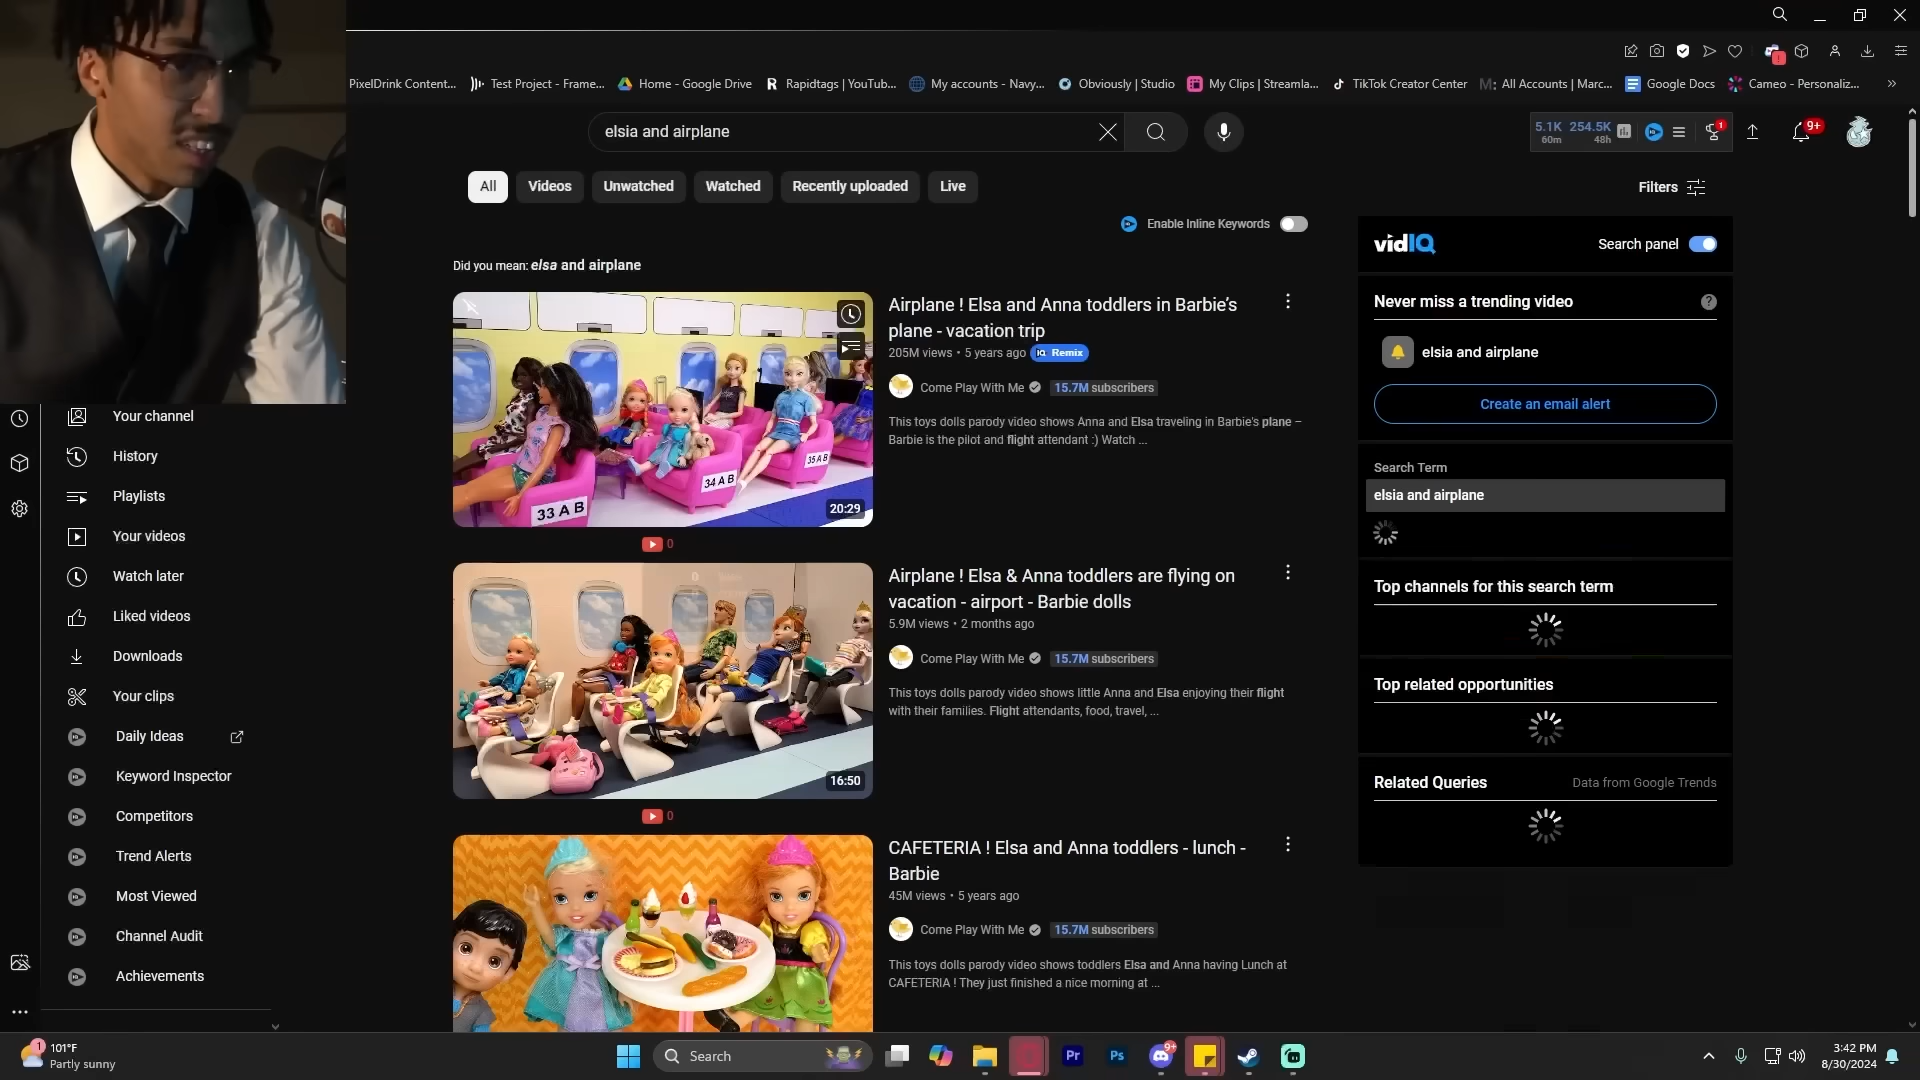 PixelDrink Content...
Test Project - Frame...
Home - Google Drive
Rapidtags | YouTub...
My accounts - Navy...
Obviously | Studio
My Clips | Streamla...
TikTok Creator Center
M: All Accounts | Marc...
Google Docs
Cameo - Personaliz...
elsia and airplane
5.1K 254.5K
60m 48h
1
9+
All
Videos
Unwatched
Watched
Recently uploaded
Live
Filters
Enable Inline Keywords
Did you mean: elsa and airplane
33 A B
34 A B
35 A B
20:29
0
Airplane ! Elsa and Anna toddlers in Barbie's
plane - vacation trip
205M views • 5 years ago
Remix
Come Play With Me
15.7M subscribers
This toys dolls parody video shows Anna and Elsa traveling in Barbie's plane –
Barbie is the pilot and flight attendant :) Watch ...
16:50
0
Airplane ! Elsa & Anna toddlers are flying on
vacation - airport - Barbie dolls
5.9M views • 2 months ago
Come Play With Me
15.7M subscribers
This toys dolls parody video shows little Anna and Elsa enjoying their flight
with their families. Flight attendants, food, travel, ...
CAFETERIA ! Elsa and Anna toddlers - lunch -
Barbie
45M views • 5 years ago
Come Play With Me
15.7M subscribers
This toys dolls parody video shows toddlers Elsa and Anna having Lunch at
CAFETERIA ! They just finished a nice morning at ...
vidIQ
Search panel
Never miss a trending video
?
elsia and airplane
Create an email alert
Search Term
elsia and airplane
Top channels for this search term
Top related opportunities
Related Queries
Data from Google Trends
Your channel
History
Playlists
Your videos
Watch later
Liked videos
Downloads
Your clips
Daily Ideas
Keyword Inspector
Competitors
Trend Alerts
Most Viewed
Channel Audit
Achievements
1
101°F
Partly sunny
Search
Pr
Ps
9+
3:42 PM
8/30/2024